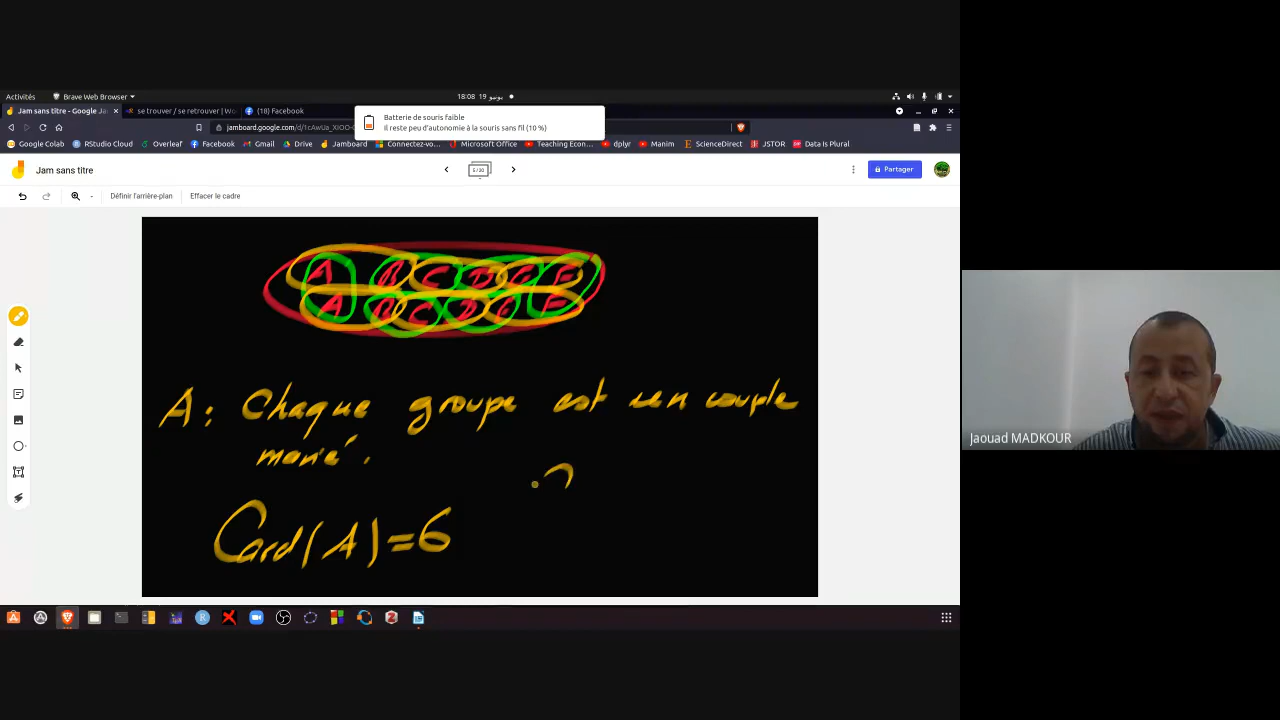 Activités
Brave Web Browser
18:08 19 يونيو
Jam sans titre - Google Ja
se trouver / se retrouver | Wo
(18) Facebook
Batterie de souris faible
Il reste peu d'autonomie à la souris sans fil (10 %)
jamboard.google.com/d/
Google Colab
RStudio Cloud
Overleaf
Facebook
Gmail
Drive
Jamboard
Connectez-vo…
Microsoft Office
Teaching Econ…
dplyr
Manim
ScienceDirect
JSTOR
Data Is Plural
Jam sans titre
Partager
Définir l'arrière-plan
Effacer le cadre
A B C D E F
A B C D E F
A : Chaque groupe est un couple
marié.
Card(A)=6
Jaouad MADKOUR